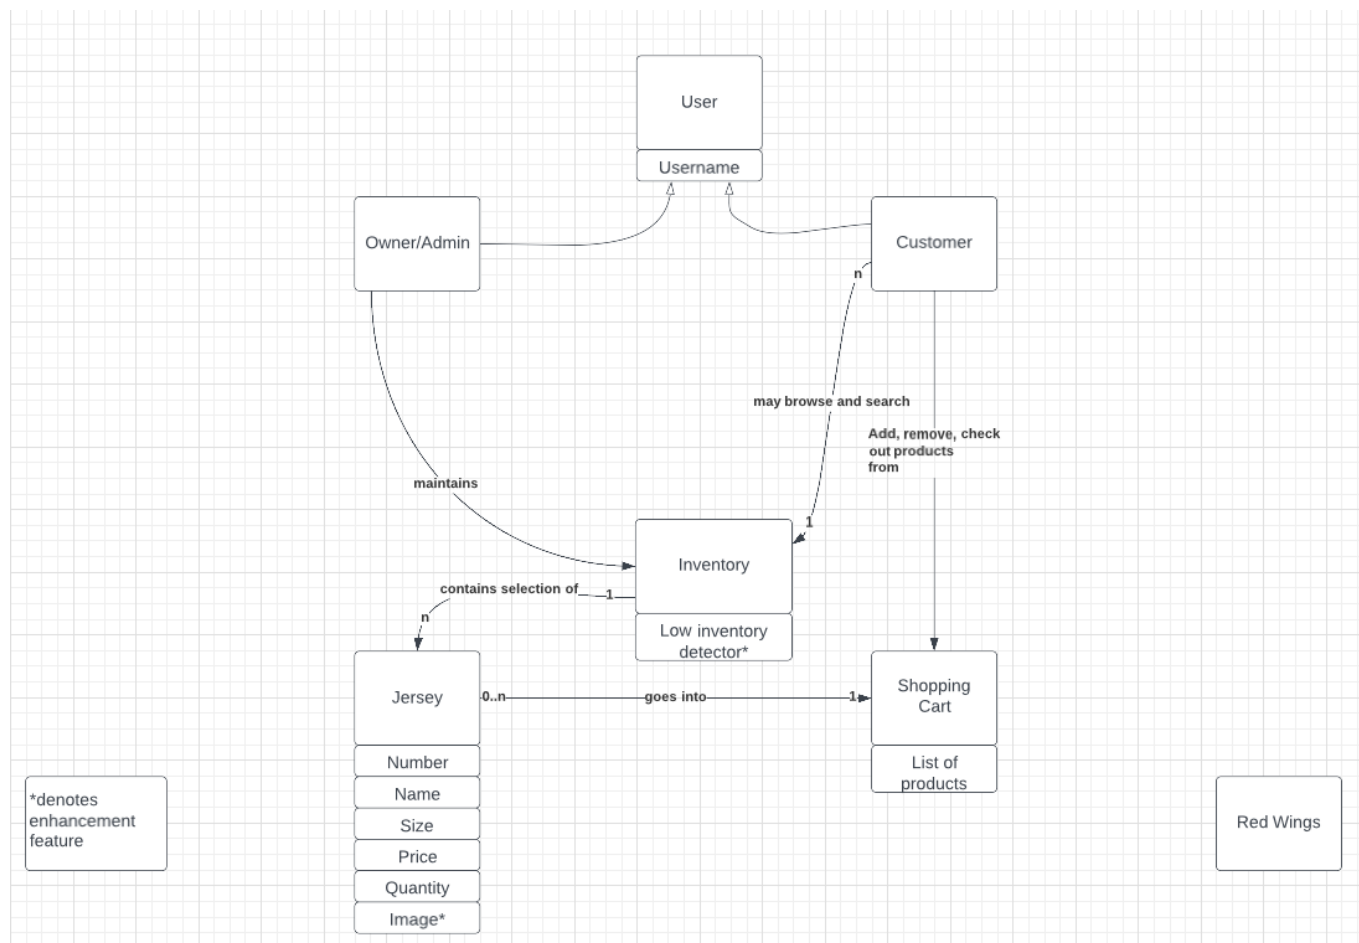 User
Username
Owner/Admin
Customer
n
may browse and search
Add, remove, check
out products
from
maintains
1
Inventory
contains selection of
1
n
Low inventory
detector*
Jersey
0..n
goes into
1
Shopping
Cart
Number
List of
products
Name
Size
Price
Quantity
Image*
*denotes
enhancement
feature
Red Wings